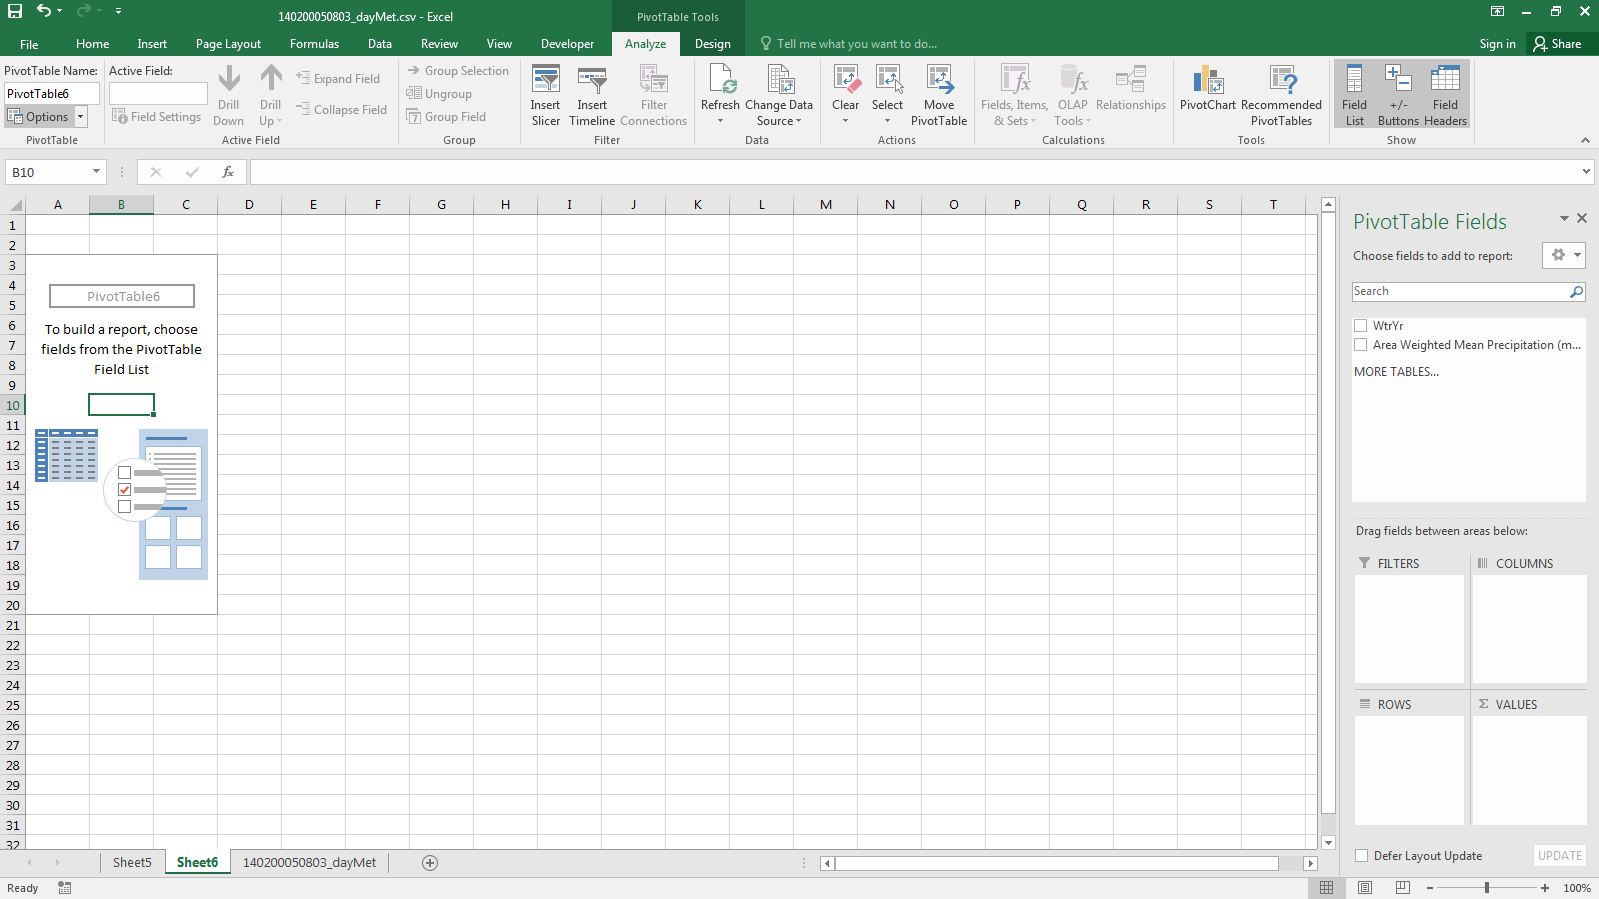 140200050803_dayMet.csv - Excel
PivotTable Tools
File Home Insert Page Layout Formulas Data Review View Developer Analyze Design Tell me what you want to do... Sign in Share
PivotTable Name: Active Field:
PivotTable6
Options
Field Settings
Drill Down
Drill Up
Expand Field
Collapse Field
Group Selection
Ungroup
Group Field
Insert Slicer
Insert Timeline
Filter Connections
Refresh
Change Data Source
Clear
Select
Move PivotTable
Fields, Items, & Sets
OLAP Tools
Relationships
PivotChart
Recommended PivotTables
Field List
+/- Buttons
Field Headers
PivotTable Active Field Group Filter Data Actions Calculations Tools Show
B10
fx
A B C D E F G H I J K L M N O P Q R S T
1
2
3
4
5
6
7
8
9
10
11
12
13
14
15
16
17
18
19
20
21
22
23
24
25
26
27
28
29
30
31
32
PivotTable6
To build a report, choose
fields from the PivotTable
Field List
PivotTable Fields
Choose fields to add to report:
Search
WtrYr
Area Weighted Mean Precipitation (m...
MORE TABLES...
Drag fields between areas below:
FILTERS COLUMNS
ROWS Σ VALUES
Defer Layout Update UPDATE
Sheet5 Sheet6 140200050803_dayMet
Ready 100%